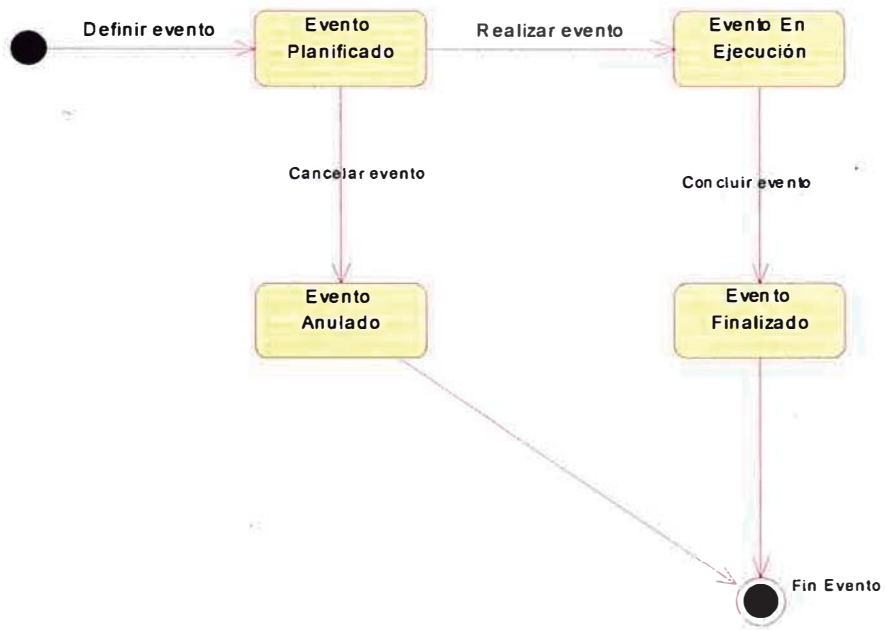 Definir evento
Evento
Planificado
Realizar evento
Evento En
Ejecución
Cancelar evento
Concluir evento
Evento
Anulado
Evento
Finalizado
Fin Evento